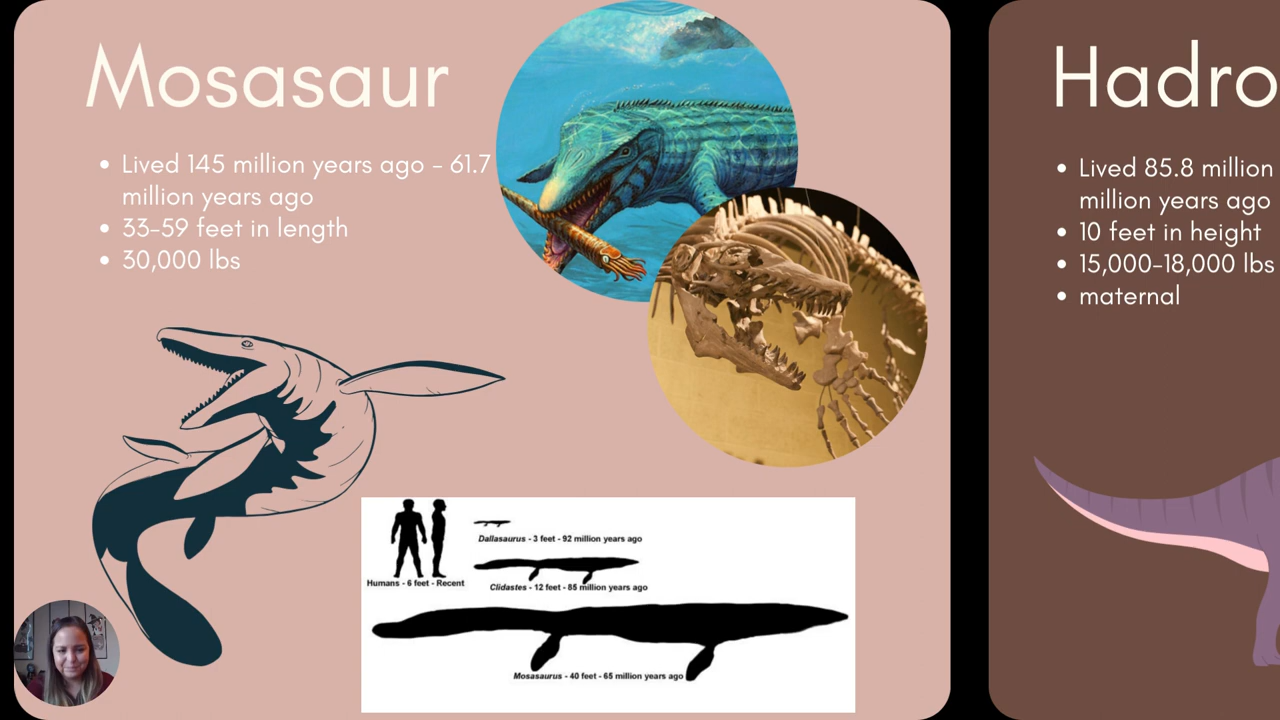 Mosasaur
Lived 145 million years ago - 61.7
million years ago
33-59 feet in length
30,000 lbs
Humans - 6 feet - Recent
Dallasaurus - 3 feet - 92 million years ago
Clidastes - 12 feet - 85 million years ago
Mosasaurus - 40 feet - 65 million years ago
Hadro
Lived 85.8 million
million years ago
10 feet in height
15,000-18,000 lbs
maternal